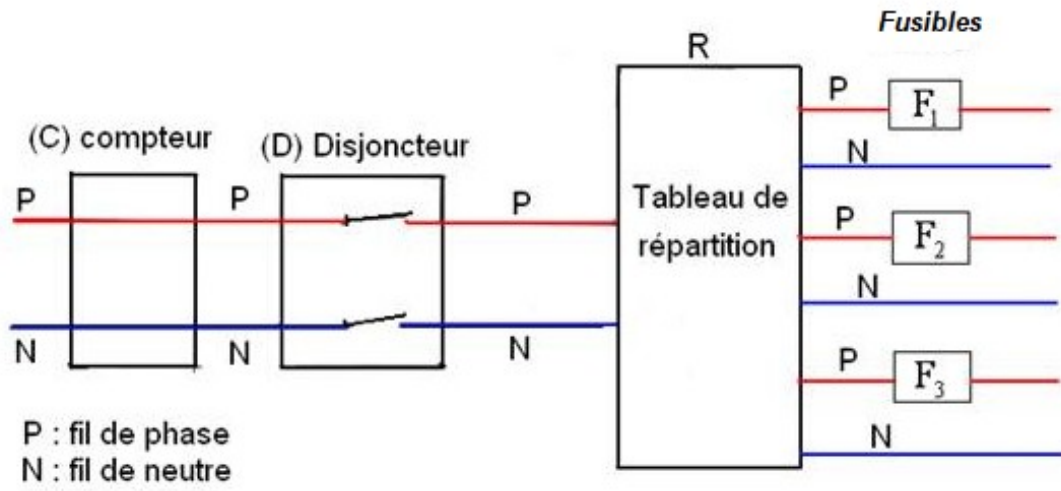 Fusibles
R
P
F1
(C) compteur
(D) Disjoncteur
N
P
P
P
Tableau de
répartition
P
F2
N
N
N
N
P
F3
P : fil de phase
N : fil de neutre
N